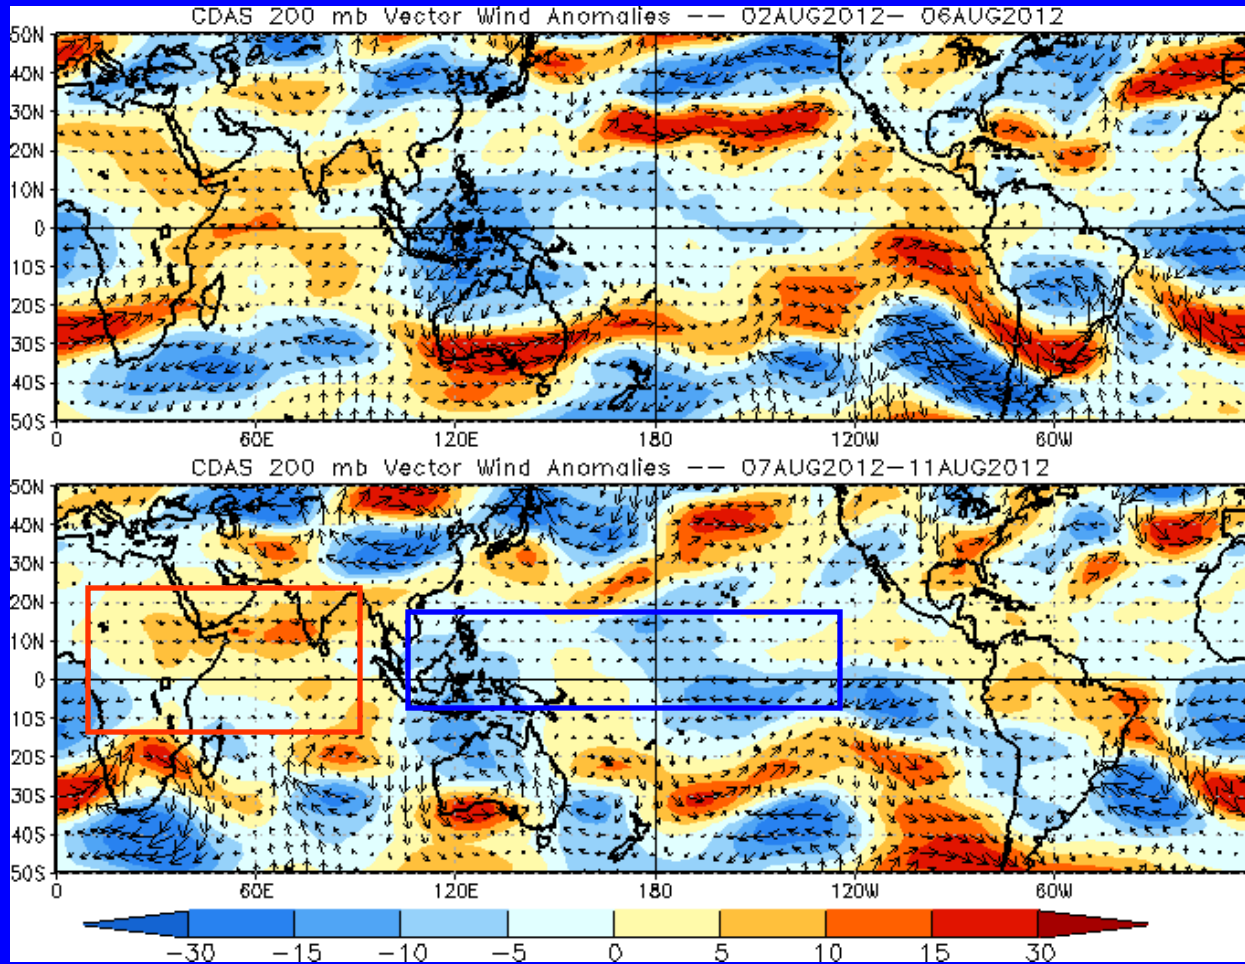 CDAS 200 mb Vector Wind Anomalies -- 02AUG2012- 06AUG2012
50N
40N
30N
20N
10N
0
10S
20S
30S
40S
50S
0 60E 120E 180 120W 60W
CDAS 200 mb Vector Wind Anomalies -- 07AUG2012-11AUG2012
50N
40N
30N
20N
10N
0
10S
20S
30S
40S
50S
0 60E 120E 180 120W 60W
-30 -15 -10 -5 0 5 10 15 30